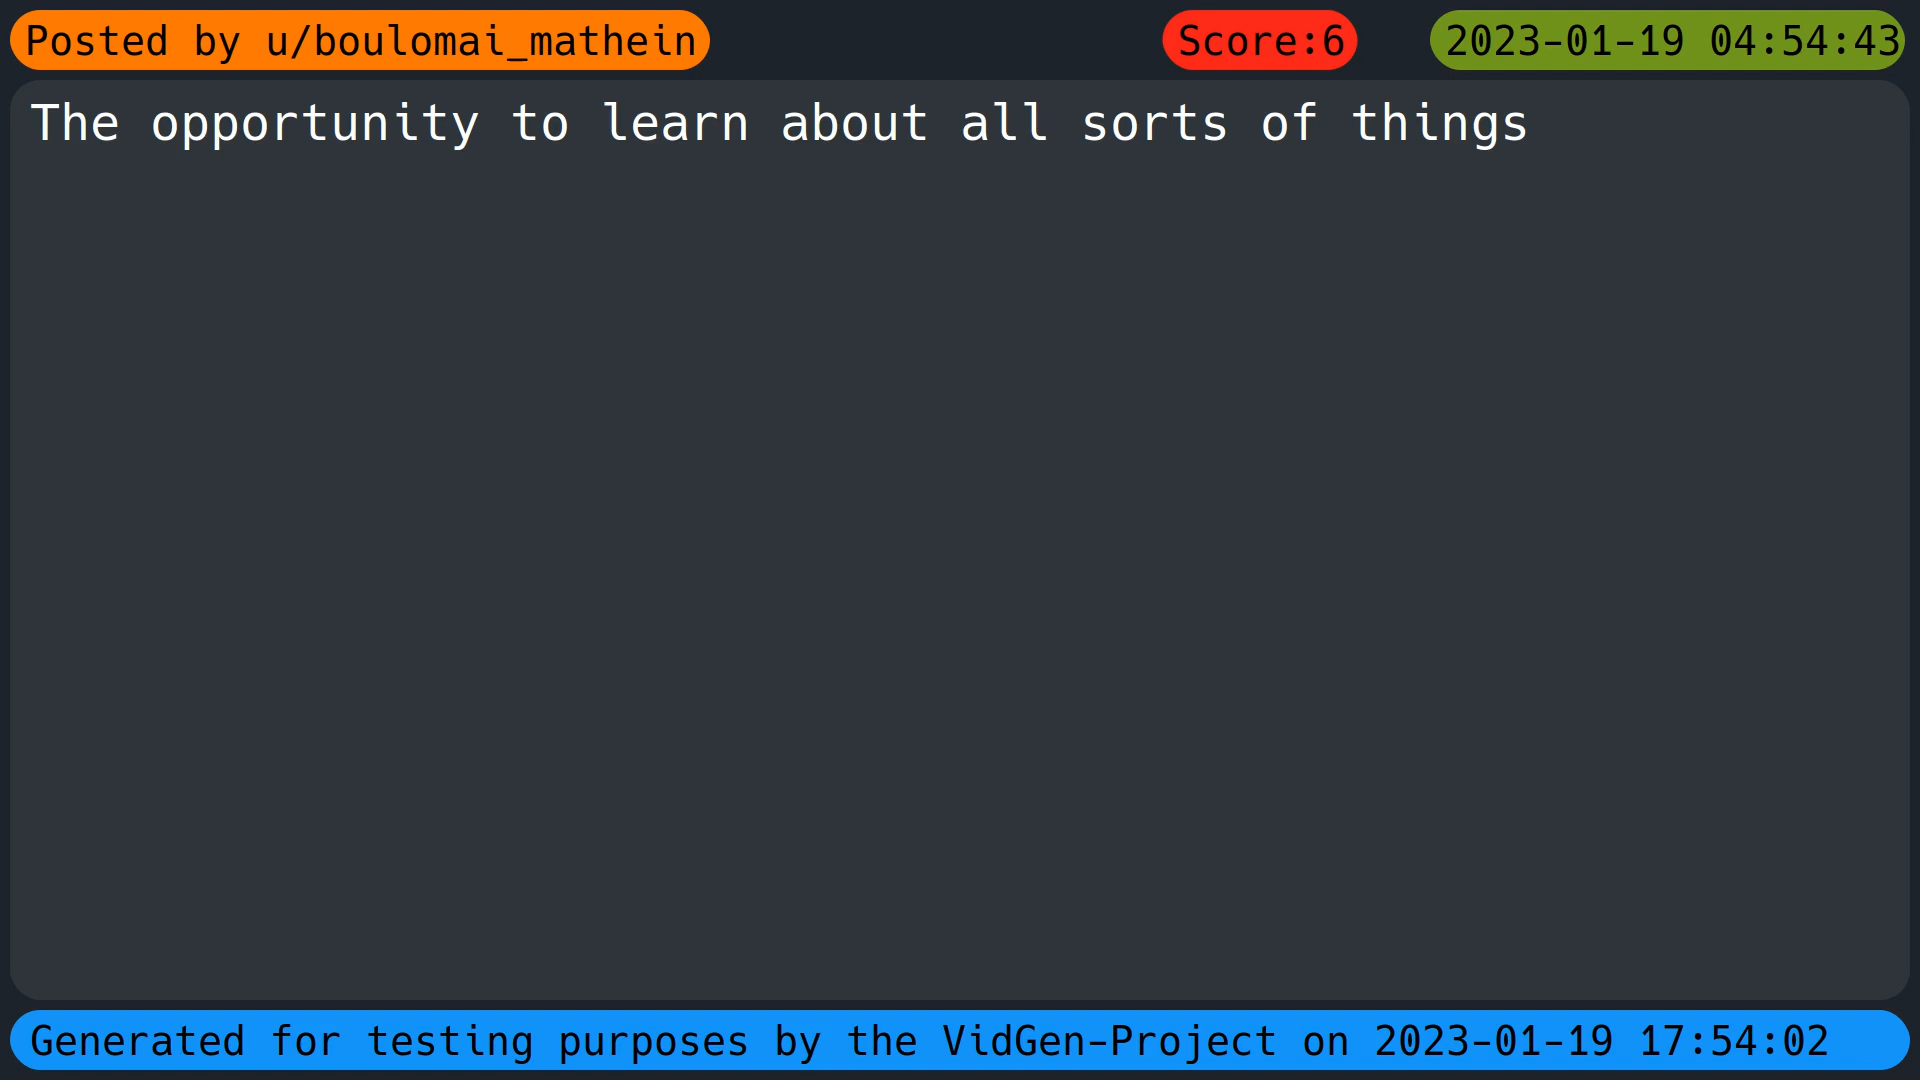 Posted by u/boulomai_mathein
Score:6
2023-01-19 04:54:43
The opportunity to learn about all sorts of things
Generated for testing purposes by the VidGen-Project on 2023-01-19 17:54:02